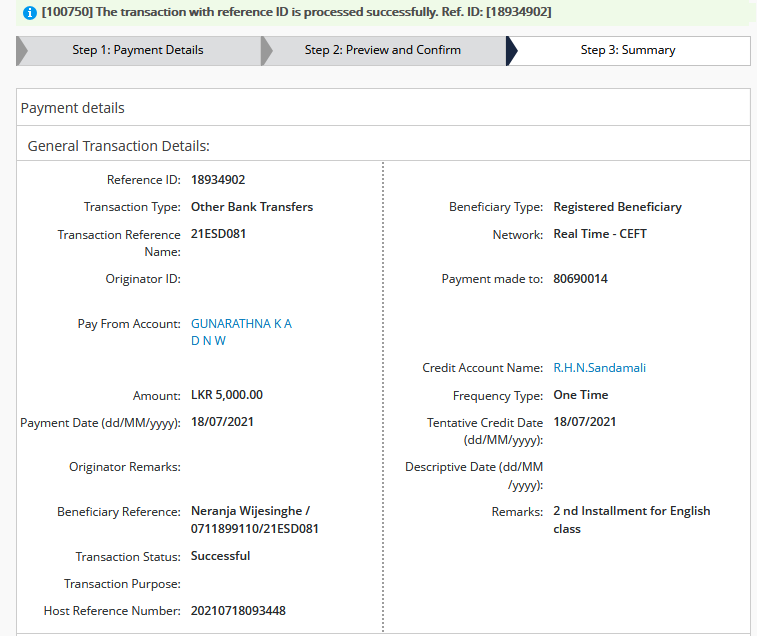 [100750] The transaction with reference ID is processed successfully. Ref. ID: [18934902]
Step 1: Payment Details
Step 2: Preview and Confirm
Step 3: Summary
Payment details
General Transaction Details:
Reference ID: 18934902
Transaction Type: Other Bank Transfers
Beneficiary Type: Registered Beneficiary
Transaction Reference
Name: 21ESD081
Network: Real Time - CEFT
Originator ID:
Payment made to: 80690014
Pay From Account: GUNARATHNA K A
D N W
Credit Account Name: R.H.N.Sandamali
Amount: LKR 5,000.00
Frequency Type: One Time
Payment Date (dd/MM/yyyy): 18/07/2021
Tentative Credit Date
(dd/MM/yyyy): 18/07/2021
Originator Remarks:
Descriptive Date (dd/MM
/yyyy):
Beneficiary Reference: Neranja Wijesinghe /
0711899110/21ESD081
Remarks: 2 nd Installment for English
class
Transaction Status: Successful
Transaction Purpose:
Host Reference Number: 20210718093448